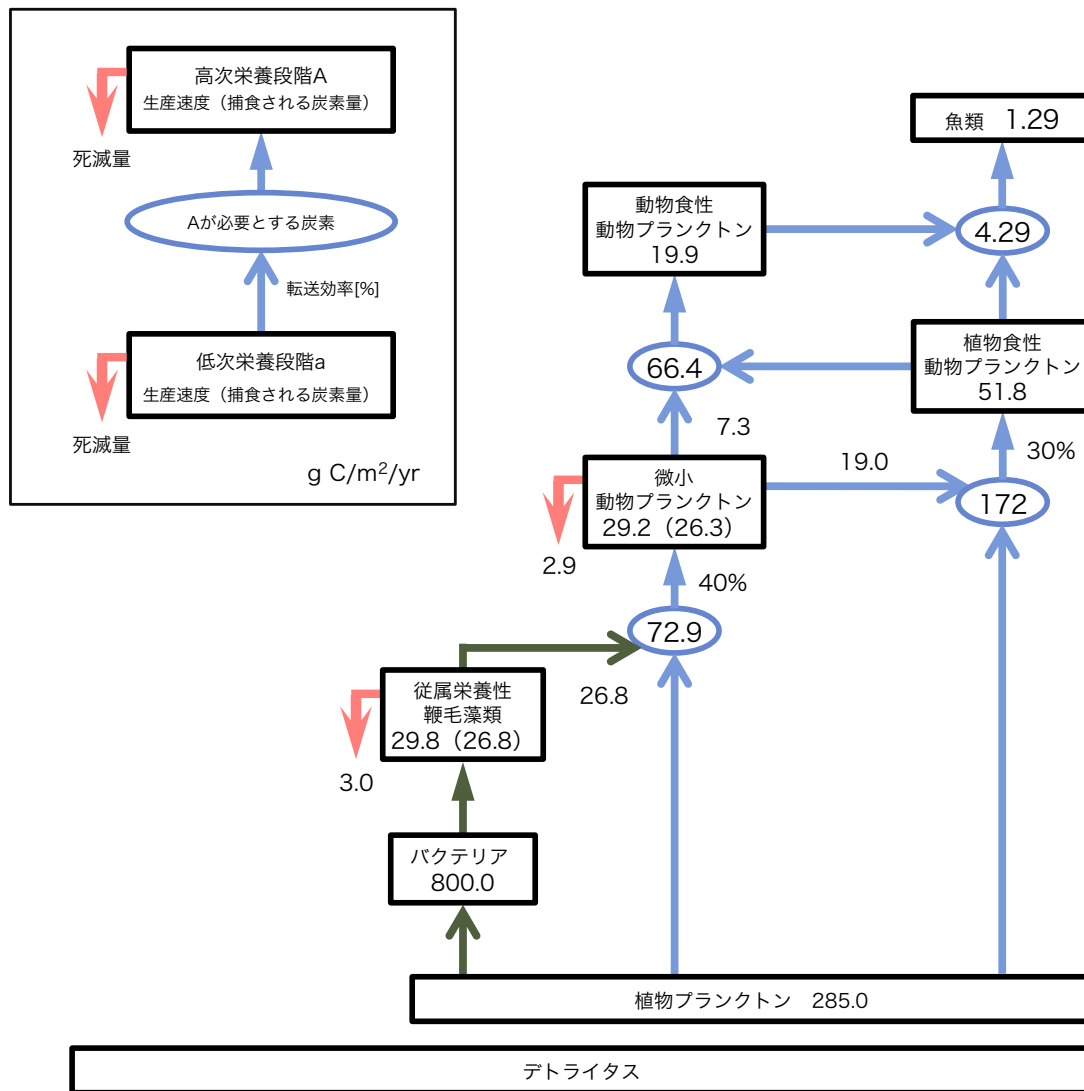 高次栄養段階A
生産速度（捕食される炭素量）
死滅量
Aが必要とする炭素
転送効率[%]
低次栄養段階a
生産速度（捕食される炭素量）
死滅量
g C/m²/yr
魚類 1.29
動物食性
動物プランクトン
19.9
4.29
66.4
植物食性
動物プランクトン
51.8
7.3
30%
19.0
微小
動物プランクトン
29.2（26.3）
172
2.9
40%
72.9
従属栄養性
鞭毛藻類
29.8（26.8）
26.8
3.0
バクテリア
800.0
植物プランクトン 285.0
デトライタス